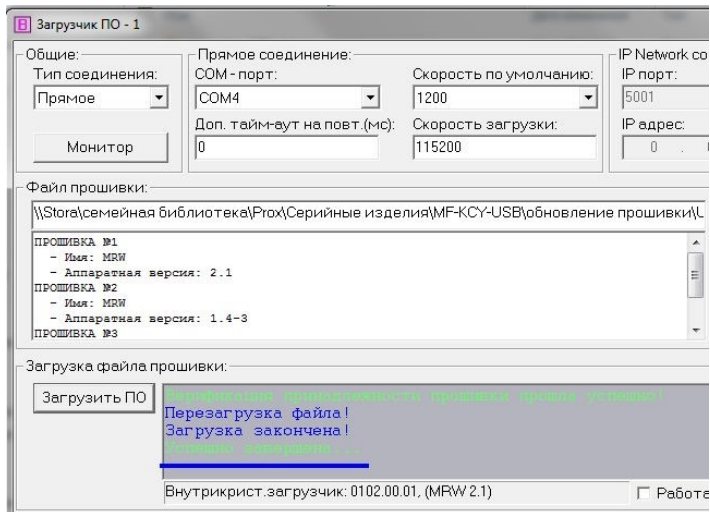 Загрузчик ПО - 1
Общие:
Тип соединения:
Прямое
Монитор
Прямое соединение:
COM - порт:
Скорость по умолчанию:
COM4
1200
Доп. тайм-аут на повт.(мс):
Скорость загрузки:
0
115200
IP Network co
IP порт:
5001
IP адрес:
0 .
Файл прошивки:
\\Stora\семейная библиотека\Prox\Серийные изделия\MF-KCY-USB\обновление прошивки\U
ПРОШИВКА №1
- Имя: MRW
- Аппаратная версия: 2.1
ПРОШИВКА №2
- Имя: MRW
- Аппаратная версия: 1.4-3
ПРОШИВКА №3
Загрузка файла прошивки:
Загрузить ПО
Верификация принадлежности прошивки прошла успешно!
Перезагрузка файла!
Загрузка закончена!
Успешно завершена...
Внутрикрист.загрузчик: 0102.00.01, (MRW 2.1)
Работа